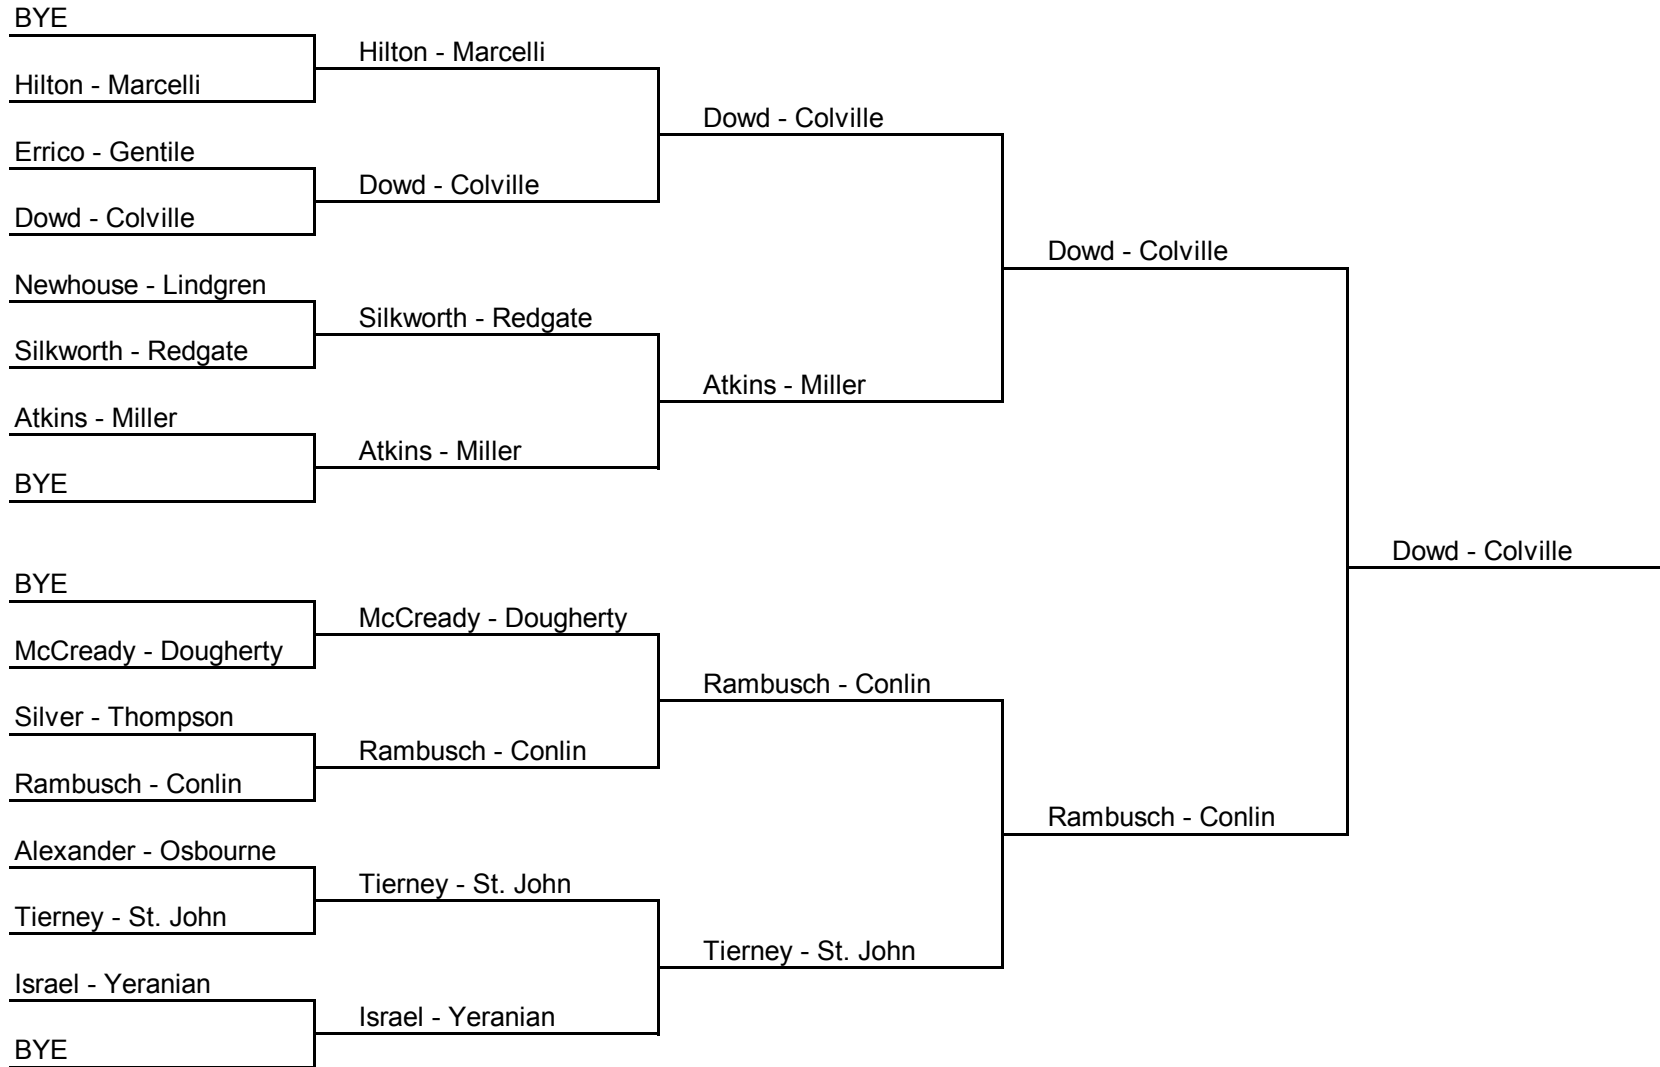 BYE
Hilton - Marcelli
Errico - Gentile
Dowd - Colville
Newhouse - Lindgren
Silkworth - Redgate
Atkins - Miller
BYE
BYE
McCready - Dougherty
Silver - Thompson
Rambusch - Conlin
Alexander - Osbourne
Tierney - St. John
Israel - Yeranian
BYE
Hilton - Marcelli
Dowd - Colville
Silkworth - Redgate
Atkins - Miller
McCready - Dougherty
Rambusch - Conlin
Tierney - St. John
Israel - Yeranian
Dowd - Colville
Atkins - Miller
Rambusch - Conlin
Tierney - St. John
Dowd - Colville
Rambusch - Conlin
Dowd - Colville